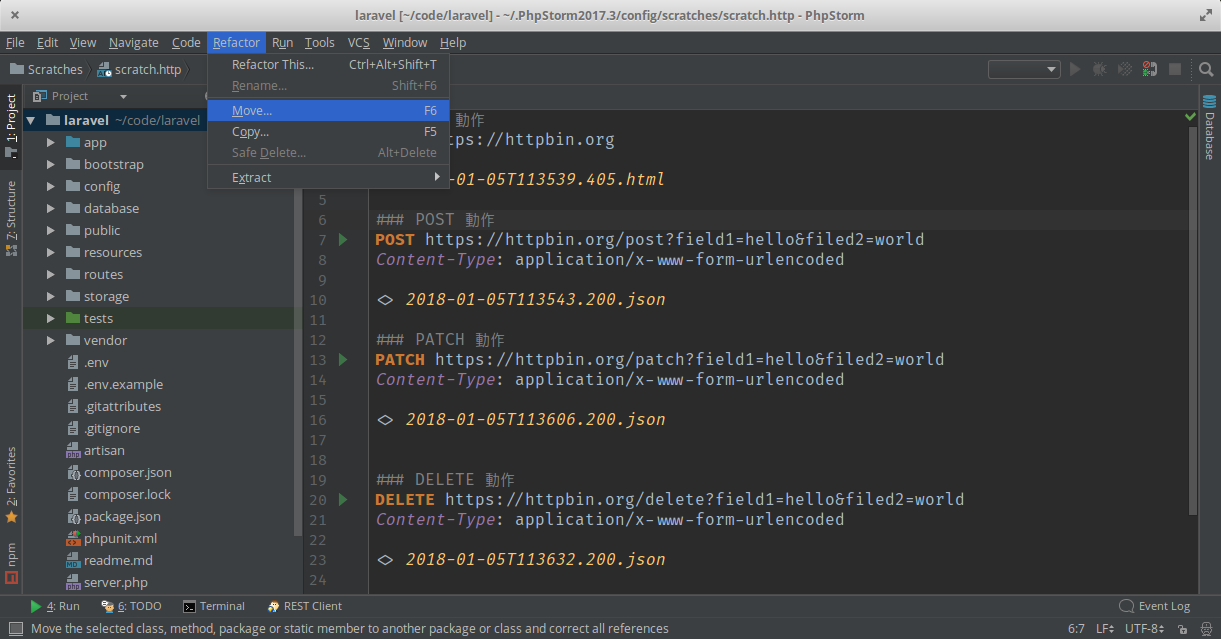 laravel [~/code/laravel] - ~/.PhpStorm2017.3/config/scratches/scratch.http - PhpStorm
File Edit View Navigate Code Refactor Run Tools VCS Window Help
Scratches scratch.http
Refactor This... Ctrl+Alt+Shift+T
Rename... Shift+F6
Move... F6
Copy... F5
Safe Delete... Alt+Delete
Extract
1: Project
7: Structure
2: Favorites
npm
Project
laravel ~/code/laravel
app
bootstrap
config
database
public
resources
routes
storage
tests
vendor
.env
.env.example
.gitattributes
.gitignore
artisan
composer.json
composer.lock
package.json
phpunit.xml
readme.md
server.php
動作
tps://httpbin.org
-01-05T113539.405.html
5
6 ### POST 動作
7 POST https://httpbin.org/post?field1=hello&filed2=world
8 Content-Type: application/x-www-form-urlencoded
9
10 <> 2018-01-05T113543.200.json
11
12 ### PATCH 動作
13 PATCH https://httpbin.org/patch?field1=hello&filed2=world
14 Content-Type: application/x-www-form-urlencoded
15
16 <> 2018-01-05T113606.200.json
17
18
19 ### DELETE 動作
20 DELETE https://httpbin.org/delete?field1=hello&filed2=world
21 Content-Type: application/x-www-form-urlencoded
22
23 <> 2018-01-05T113632.200.json
24
Database
4: Run 6: TODO Terminal REST Client Event Log
Move the selected class, method, package or static member to another package or class and correct all references 6:7 LF UTF-8